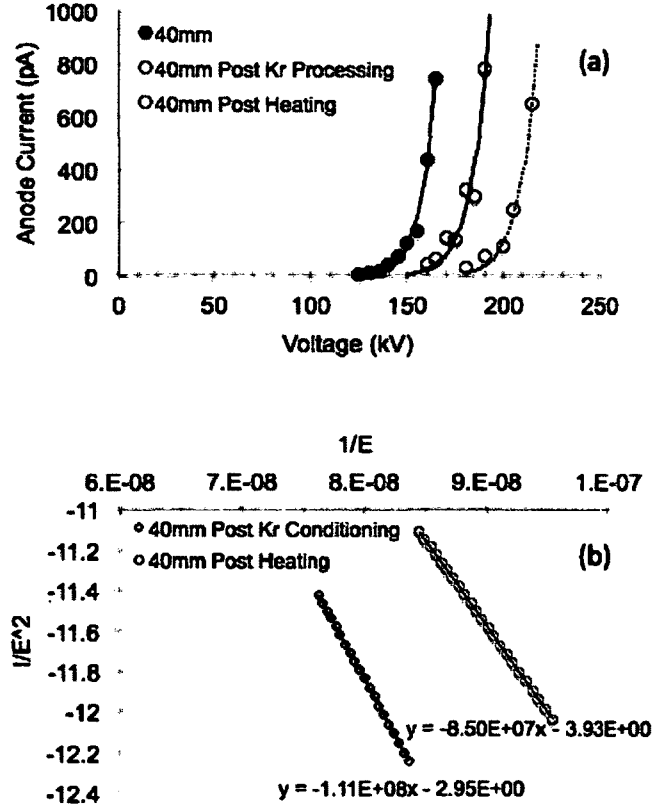 1000
800
600
400
200
0
Anode Current (pA)
40mm
40mm Post Kr Processing
40mm Post Heating
(a)
0 50 100 150 200 250
Voltage (kV)
1/E
6.E-08 7.E-08 8.E-08 9.E-08 1.E-07
-11
-11.2
-11.4
-11.6
-11.8
-12
-12.2
-12.4
I/E^2
40mm Post Kr Conditioning
40mm Post Heating
(b)
y = -8.50E+07x - 3.93E+00
y = -1.11E+08x - 2.95E+00